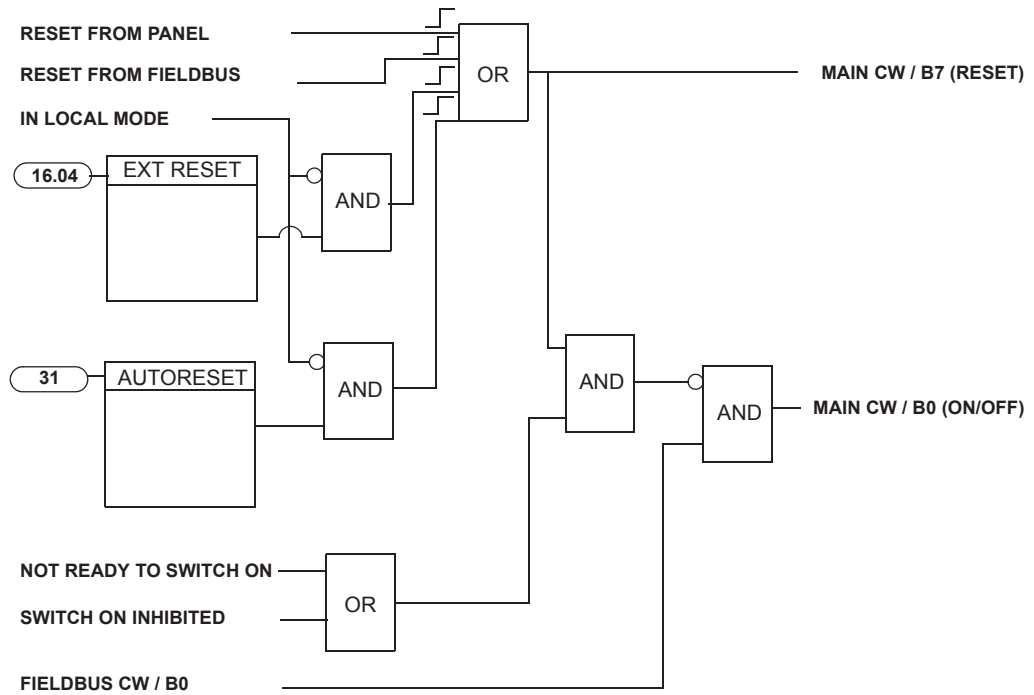 RESET FROM PANEL
OR
RESET FROM FIELDBUS
MAIN CW / B7 (RESET)
IN LOCAL MODE
16.04
EXT RESET
AND
31
AUTORESET
AND
AND
AND
MAIN CW / B0 (ON/OFF)
NOT READY TO SWITCH ON
OR
SWITCH ON INHIBITED
FIELDBUS CW / B0